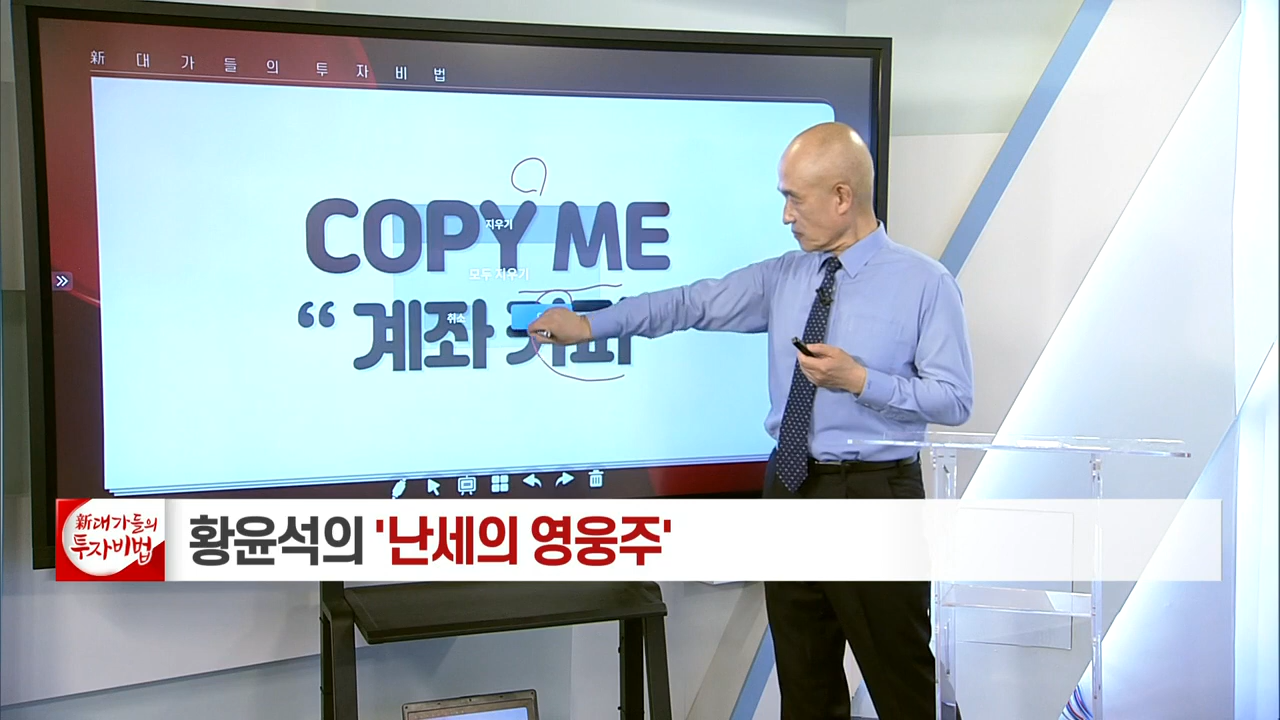 新 대 가 들 의 투 자 비 법
COPY ME
지우기
모두 지우기
“ 계좌
취소
新대가들의
투자비법
황윤석의 '난세의 영웅주'